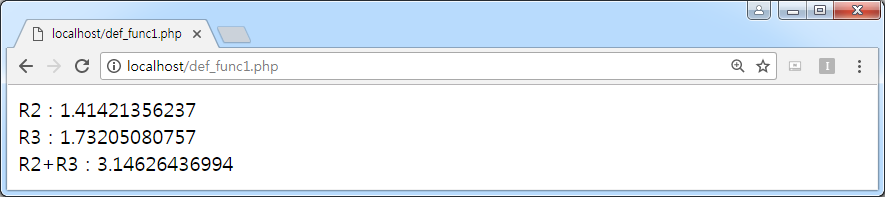 localhost/def_func1.php
localhost/def_func1.php
R2 : 1.41421356237
R3 : 1.73205080757
R2+R3 : 3.14626436994